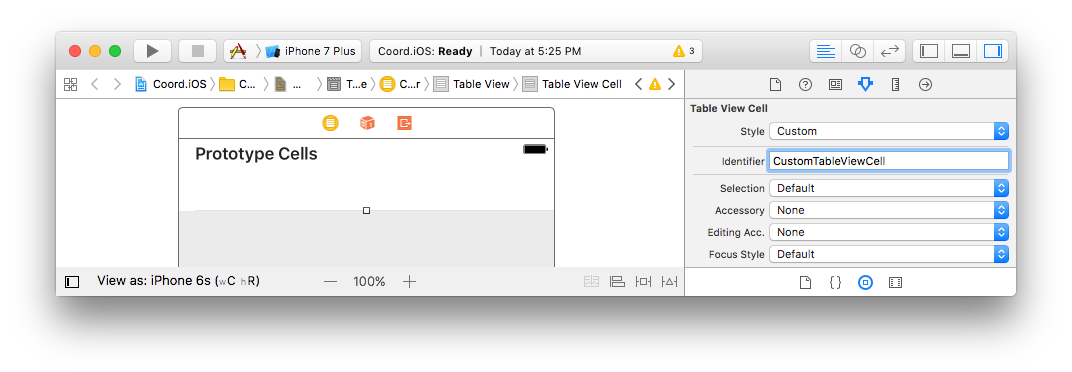 iPhone 7 Plus
Coord.iOS: Ready | Today at 5:25 PM
3
Coord.iOS
C...
...
T...e
C...r
Table View
Table View Cell
Table View Cell
Style Custom
Identifier CustomTableViewCell
Selection Default
Accessory None
Editing Acc. None
Focus Style Default
Prototype Cells
View as: iPhone 6s (wC hR)
100%